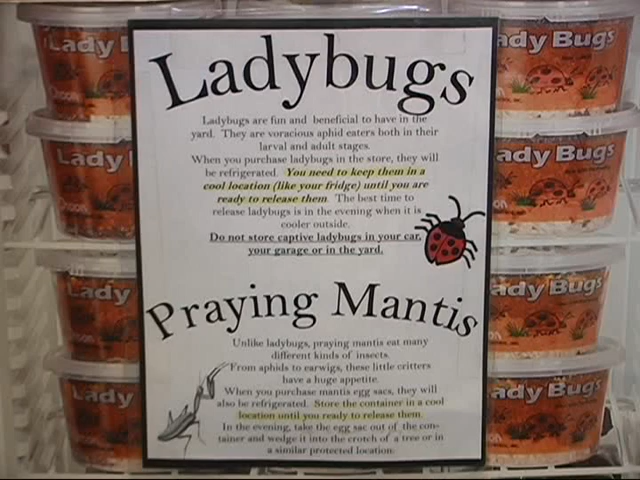 Ladybugs
Ladybugs are fun and beneficial to have in the
yard. They are voracious aphid eaters both in their
larval and adult stages.
When you purchase ladybugs in the store, they will
be refrigerated. You need to keep them in a
cool location (like your fridge) until you are
ready to release them. The best time to
release ladybugs is in the evening when it is
cooler outside.
Do not store captive ladybugs in your car,
your garage or in the yard.
Praying Mantis
Unlike ladybugs, praying mantis eat many
different kinds of insects.
From aphids to earwigs, these little critters
have a huge appetite.
When you purchase mantis egg sacs, they will
also be refrigerated. Store the container in a cool
location until you ready to release them.
In the evening, take the egg sac out of the con-
tainer and wedge it into the crotch of a tree or in
a similar protected location.
Lady
Lady
Lady
Lady
ady Bugs
ady Bugs
ady Bugs
ady Bugs